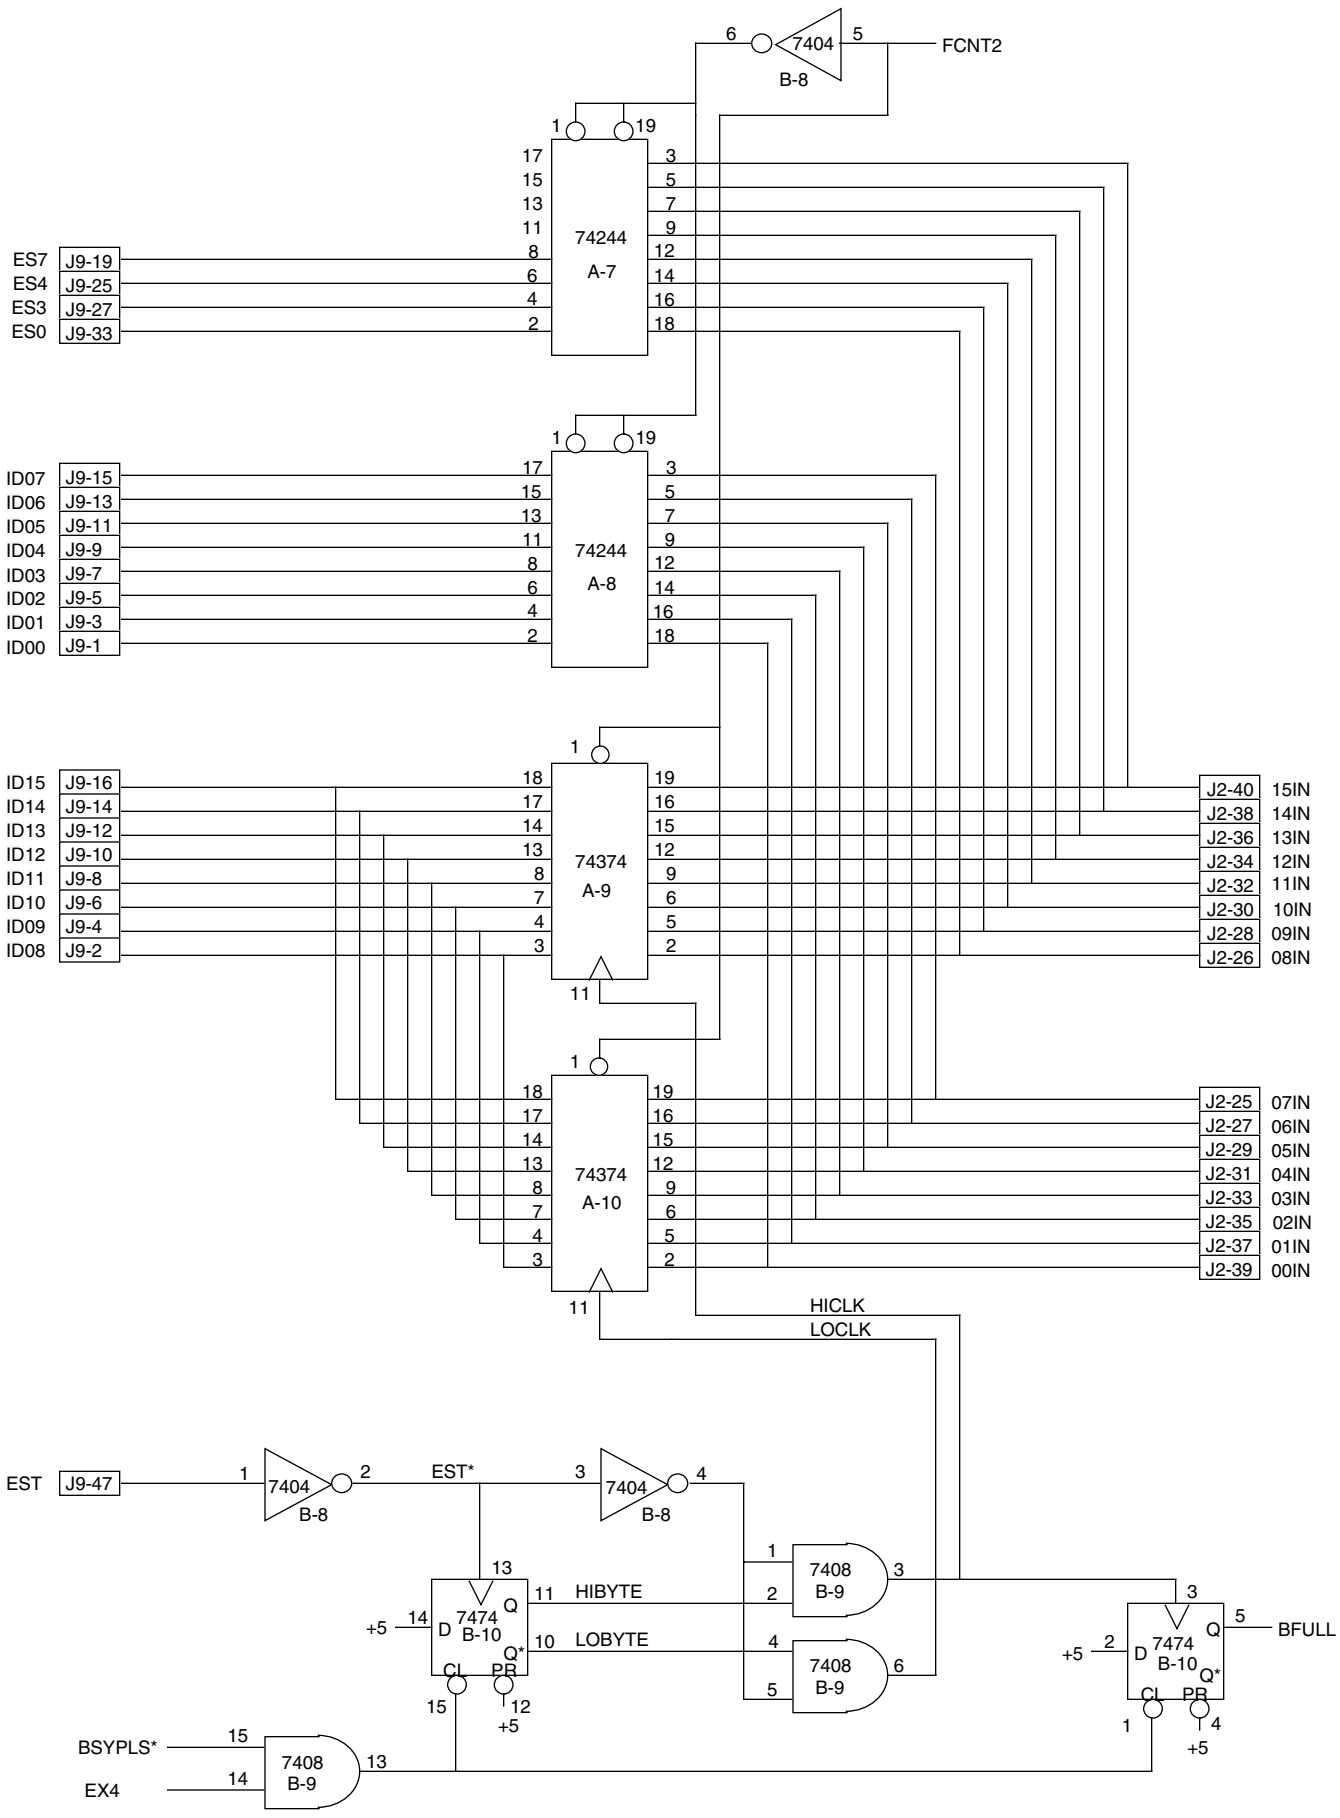 6 7404 5 FCNT2
B-8
1 19
17 3
15 5
13 7
11 9
74244
A-7
ES7 J9-19 8 12
ES4 J9-25 6 14
ES3 J9-27 4 16
ES0 J9-33 2 18
1 19
ID07 J9-15 17 3
ID06 J9-13 15 5
ID05 J9-11 13 7
ID04 J9-9 11 9
74244
ID03 J9-7 8 12
A-8
ID02 J9-5 6 14
ID01 J9-3 4 16
ID00 J9-1 2 18
1
ID15 J9-16 18 19 J2-40 15IN
ID14 J9-14 17 16 J2-38 14IN
ID13 J9-12 14 15 J2-36 13IN
ID12 J9-10 13 12 J2-34 12IN
74374
ID11 J9-8 8 9 J2-32 11IN
A-9
ID10 J9-6 7 6 J2-30 10IN
ID09 J9-4 4 5 J2-28 09IN
ID08 J9-2 3 2 J2-26 08IN
11
1
18 19 J2-25 07IN
17 16 J2-27 06IN
14 15 J2-29 05IN
13 12 J2-31 04IN
74374
8 9 J2-33 03IN
A-10
7 6 J2-35 02IN
4 5 J2-37 01IN
3 2 J2-39 00IN
11
HICLK
LOCLK
EST J9-47 1 7404 2 EST* 3 7404 4
B-8 B-8
1 7408 3
2 B-9
13
11 HIBYTE
Q
+5 14 D 7474
B-10
Q* 10 LOBYTE
CL PR
15 12
+5
4 7408 6
5 B-9
3
Q 5 BFULL
+5 2 D 7474
B-10
Q*
CL PR
1 4
+5
BSYPLS* 15
7408 13
B-9
EX4 14